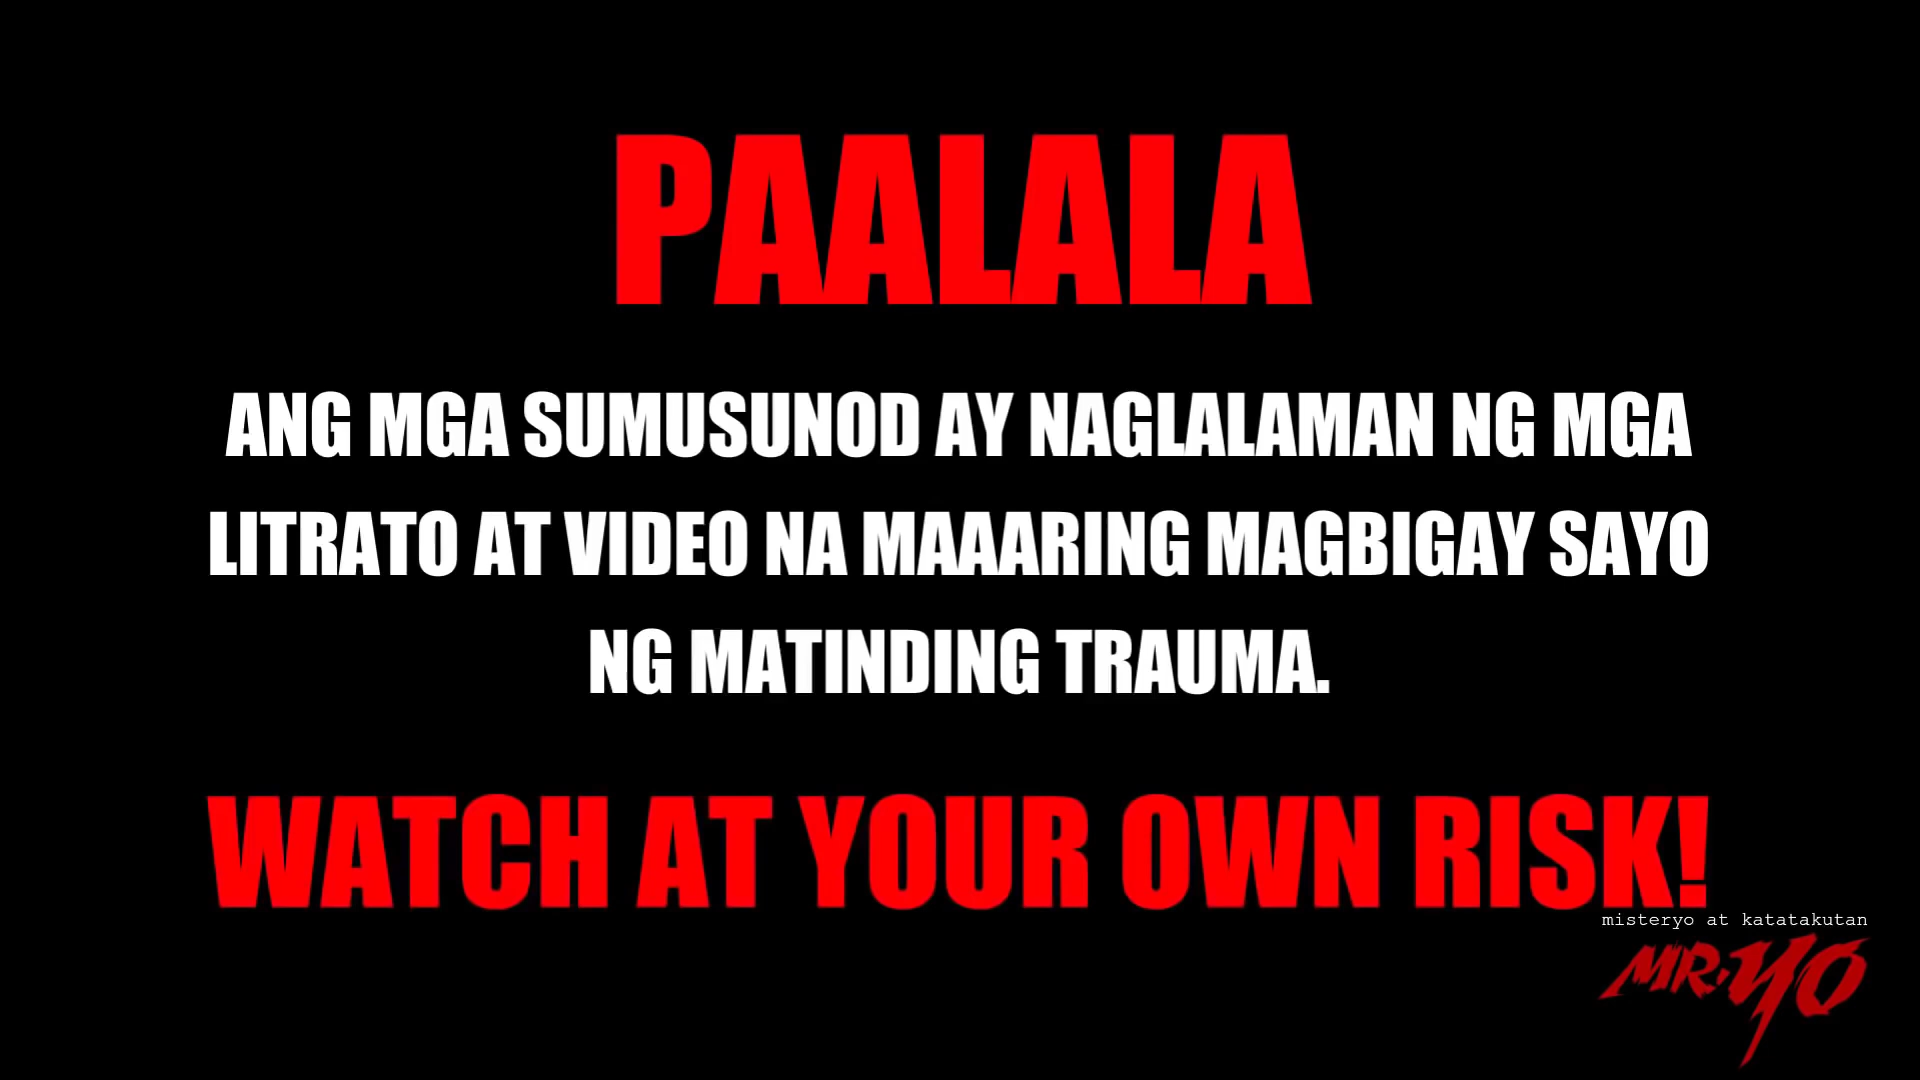 PAALALA
ANG MGA SUMUSUNOD AY NAGLALAMAN NG MGA
LITRATO AT VIDEO NA MAAARING MAGBIGAY SAYO
NG MATINDING TRAUMA.
WATCH AT YOUR OWN RISK!
misteryo at katatakutan
MR.YO